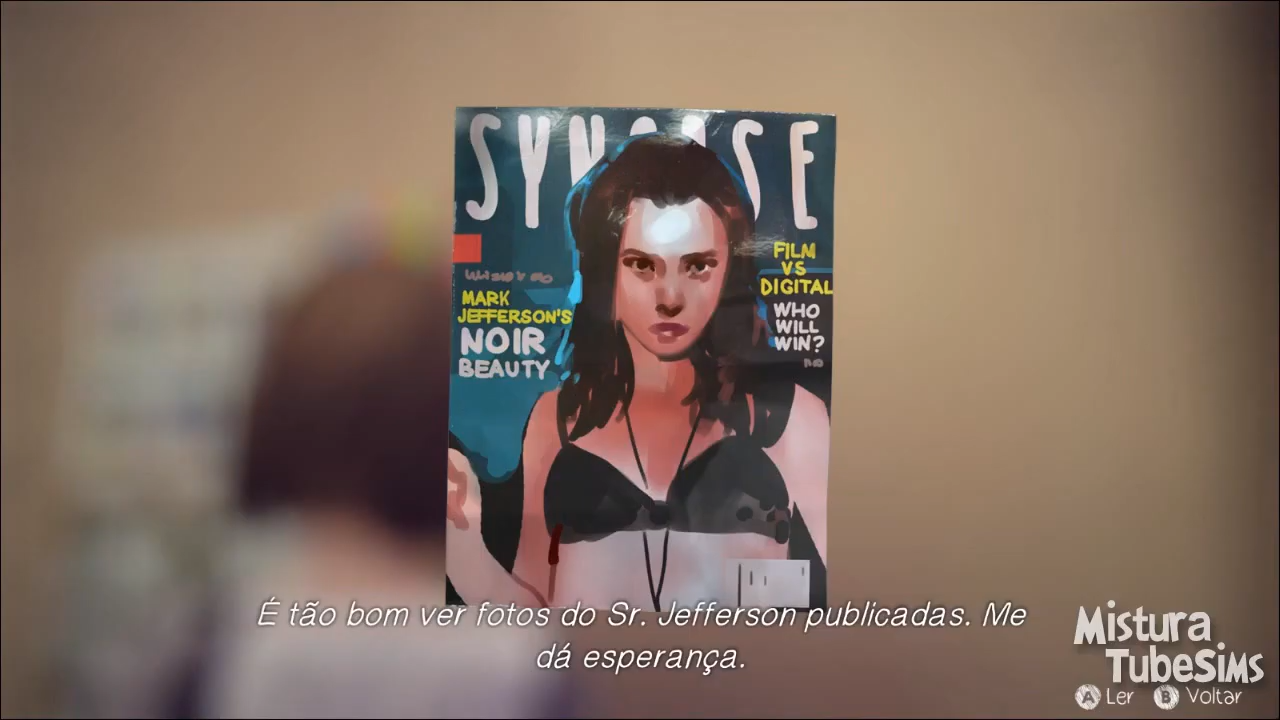 MARK
JEFFERSON'S
NOIR
BEAUTY
FILM
VS
DIGITAL
WHO
WILL
WIN?
É tão bom ver fotos do Sr. Jefferson publicadas. Me
dá esperança.
Mistura
TubeSims
A Ler B Voltar